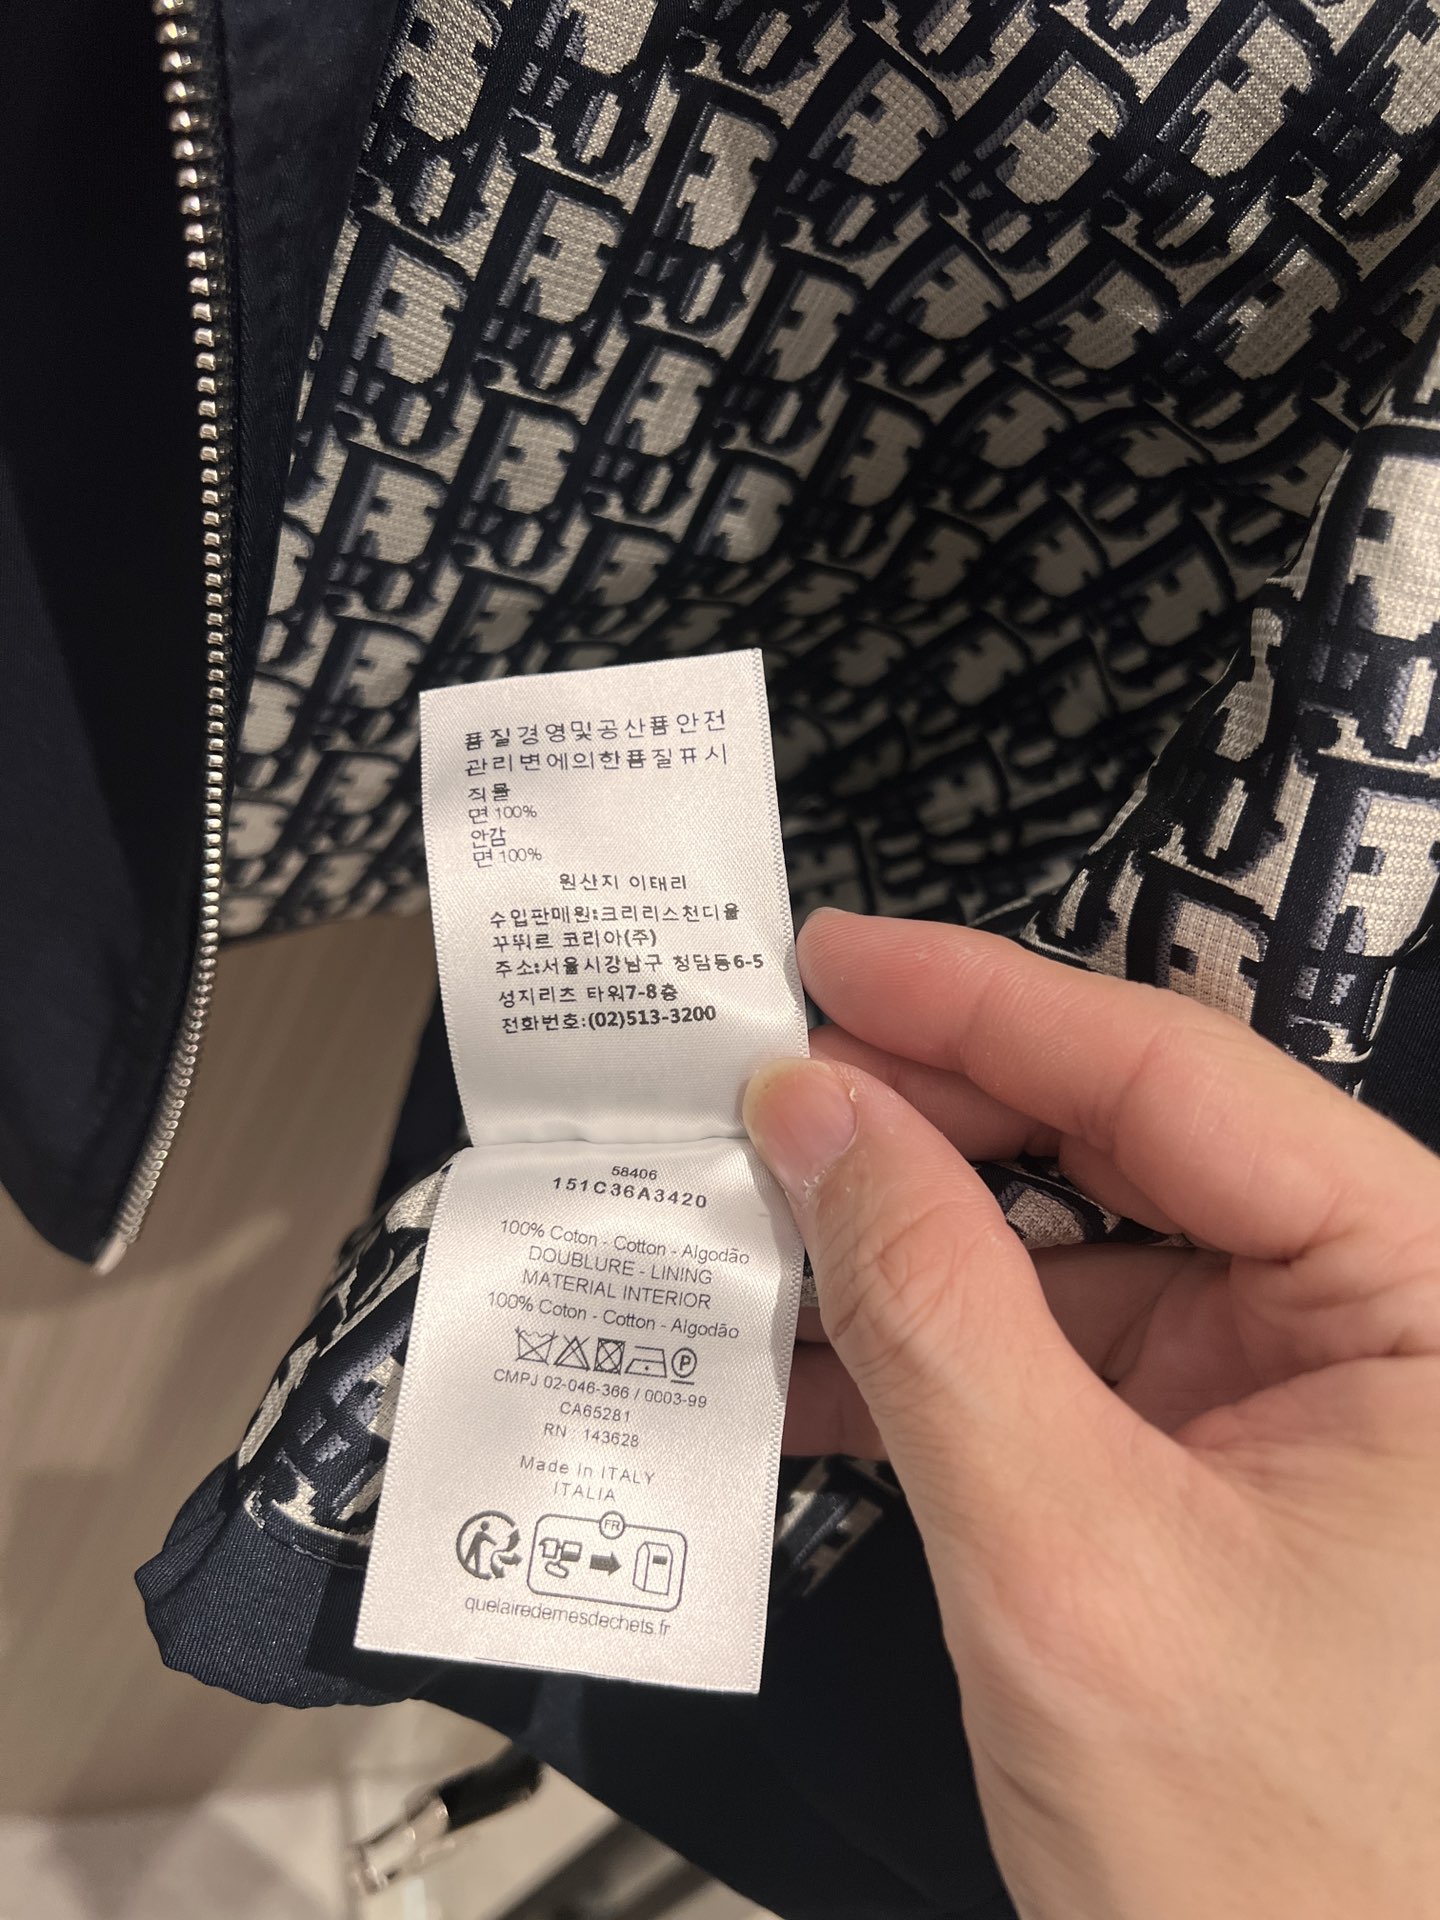 품질경영및공산품안전
관리변에의한품질표시
직물
면 100%
안감
면 100%
원산지 이태리
수입판매원:크리리스천디올
꾸뛰르 코리아(주)
주소:서울시강남구 청담동6-5
성지리츠 타워7-8층
전화번호:(02)513-3200
58406
151C36A3420
100% Coton - Cotton - Algodão
DOUBLURE - LINING
MATERIAL INTERIOR
100% Coton - Cotton - Algodão
P
CMPJ 02-046-366 / 0003-99
CA65281
RN 143628
Made in ITALY
ITALIA
FR
quelairedemesdechets.fr